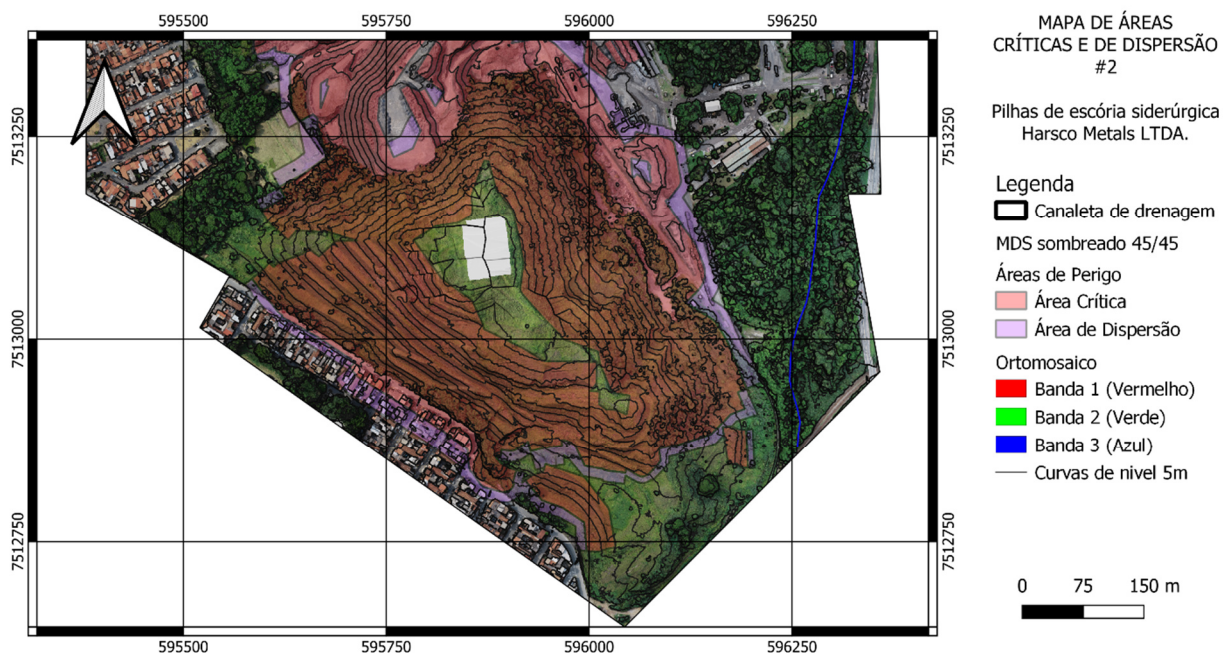 595500
595750
596000
596250
7513250
7513000
7512750
7513250
7513000
7512750
595500
595750
596000
596250
MAPA DE ÁREAS
CRÍTICAS E DE DISPERSÃO
#2
Pilhas de escória siderúrgica
Harsco Metals LTDA.
Legenda
Canaleta de drenagem
MDS sombreado 45/45
Áreas de Perigo
Área Crítica
Área de Dispersão
Ortomosaico
Banda 1 (Vermelho)
Banda 2 (Verde)
Banda 3 (Azul)
Curvas de nivel 5m
0 75 150 m